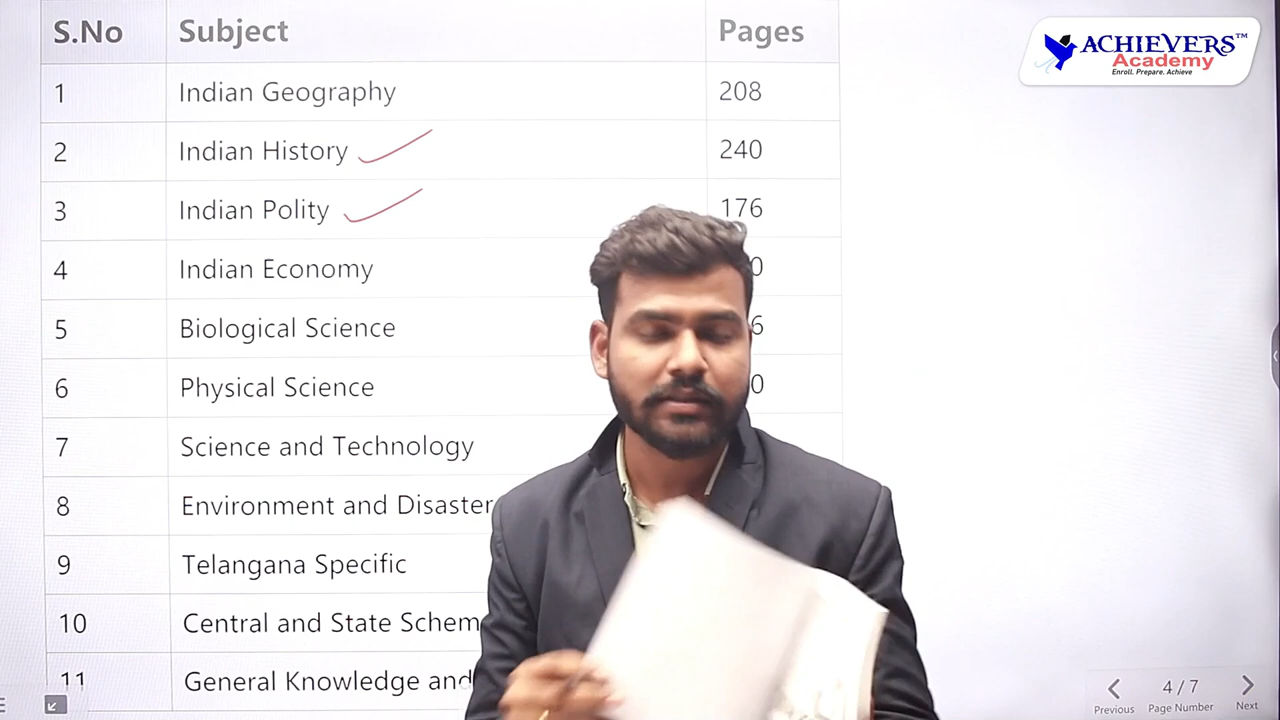 S.No Subject Pages
1 Indian Geography 208
2 Indian History 240
3 Indian Polity 176
4 Indian Economy
5 Biological Science
6 Physical Science
7 Science and Technology
8 Environment and Disaster
9 Telangana Specific
10 Central and State
11 General Knowledge and
ACHIEVERS™
Academy
Enroll. Prepare. Achieve
4 / 7
Previous Page Number Next